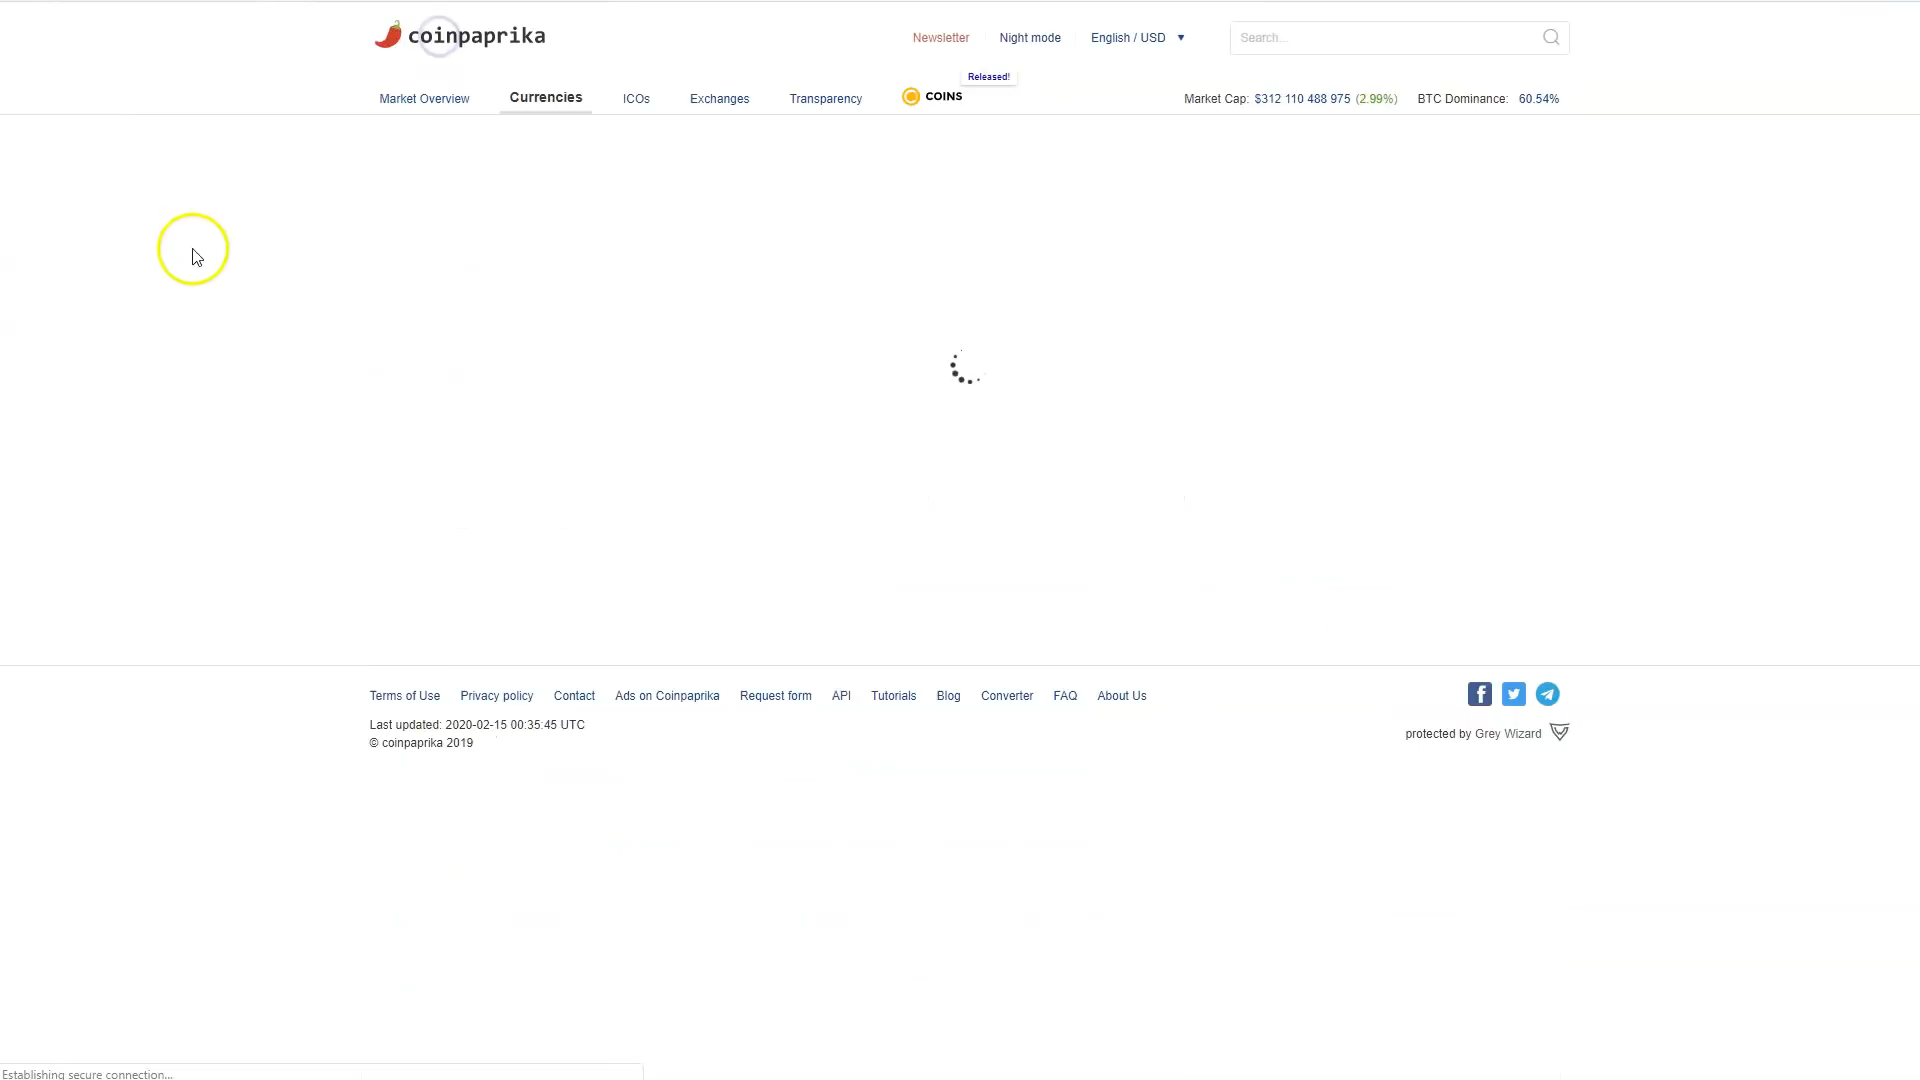 coinpaprika
Newsletter Night mode English / USD ▼ Search...
Released!
Market Overview Currencies ICOs Exchanges Transparency COINS Market Cap: $312 110 488 975 (2.99%) BTC Dominance: 60.54%
Terms of Use Privacy policy Contact Ads on Coinpaprika Request form API Tutorials Blog Converter FAQ About Us
Last updated: 2020-02-15 00:35:45 UTC
© coinpaprika 2019
protected by Grey Wizard
Establishing secure connection...